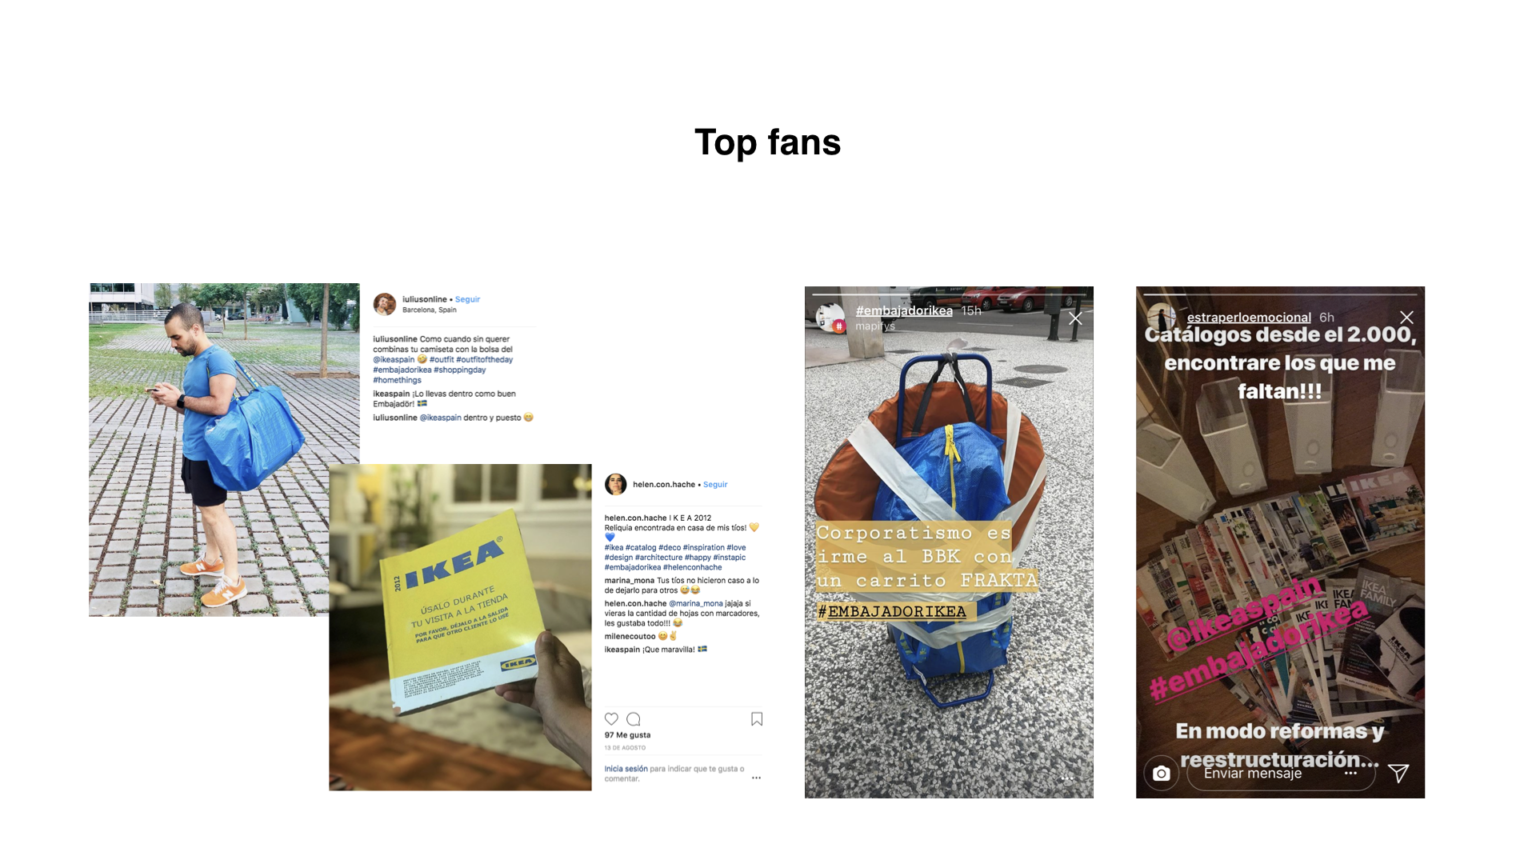 Top fans
iuliusonline • Seguir
Barcelona, Spain
iuliusonline Como cuando sin querer
combinas tu camiseta con la bolsa del
@ikeaspain 🤣 #outfit #outfitoftheday
#embajadorikea #shoppingday
#homethings
ikeaspain ¡Lo llevas dentro como buen
Embajadör! 🇸🇪
iuliusonline @ikeaspain dentro y puesto 😁
2012
IKEA®
ÚSALO DURANTE
TU VISITA A LA TIENDA
POR FAVOR, DÉJALO A LA SALIDA
PARA QUE OTRO CLIENTE LO USE
IKEA
helen.con.hache • Seguir
helen.con.hache I K E A 2012
Reliquia encontrada en casa de mis tíos! 💛
💙
#ikea #catalog #deco #inspiration #love
#design #architecture #happy #instapic
#embajadorikea #helenconhache
marina_mona Tus tíos no hicieron caso a lo
de dejarlo para otros 😂😂
helen.con.hache @marina_mona jajaja si
vieras la cantidad de hojas con marcadores,
les gustaba todo!!! 😂
milenecoutoo 😁✌
ikeaspain ¡Que maravilla! 🇸🇪
97 Me gusta
13 DE AGOSTO
Inicia sesión para indicar que te gusta o
comentar.
#embajadorikea 15h
mapitys
Corporatismo es
irme al BBK con
un carrito FRAKTA
#EMBAJADORIKEA
estraperloemocional 6h
Catálogos desde el 2.000,
encontrare los que me
faltan!!!
IKEA
IKEA
FAMILY
@ikeaspain
#embajadorikea
En modo reformas y
reestructuración...
Enviar mensaje